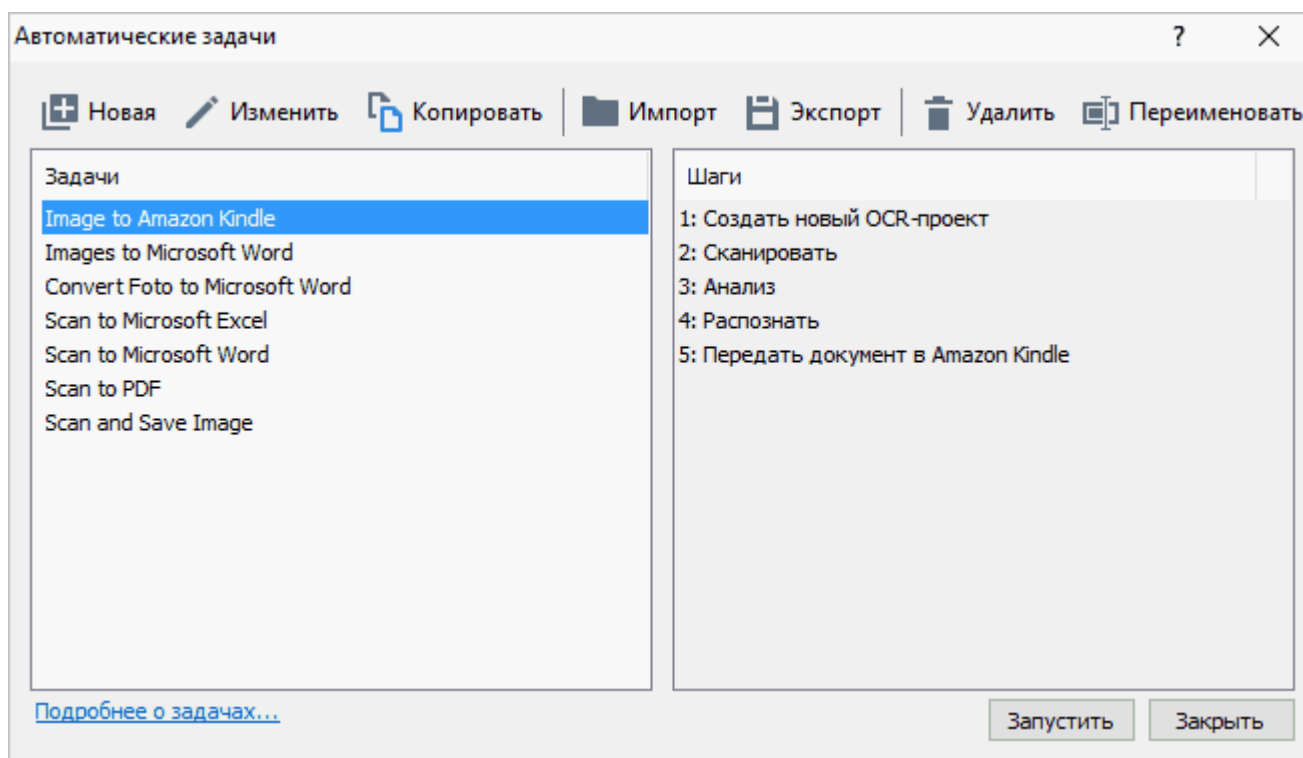 Автоматические задачи ?
Новая Изменить Копировать Импорт Экспорт Удалить Переименовать
Задачи
Image to Amazon Kindle
Images to Microsoft Word
Convert Foto to Microsoft Word
Scan to Microsoft Excel
Scan to Microsoft Word
Scan to PDF
Scan and Save Image
Шаги
1: Создать новый OCR-проект
2: Сканировать
3: Анализ
4: Распознать
5: Передать документ в Amazon Kindle
Подробнее о задачах...
Запустить Закрыть